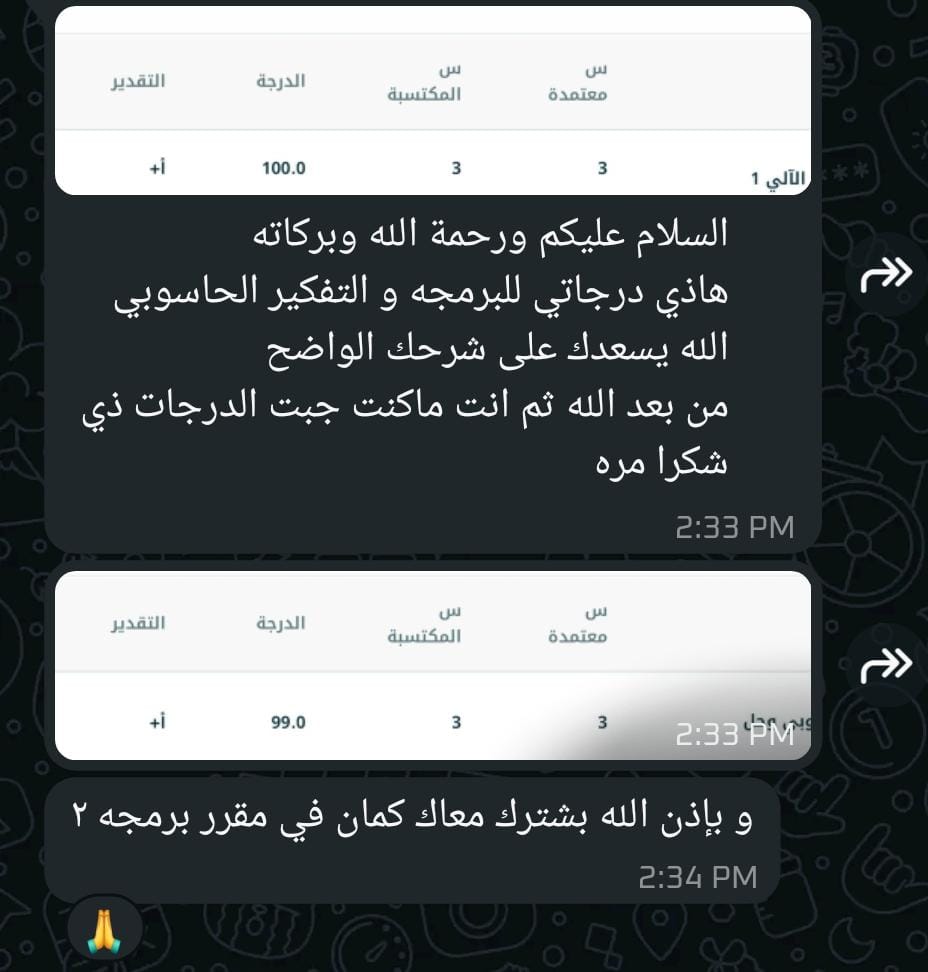 س معتمدة س المكتسبة الدرجة التقدير
الآلي 1 3 3 100.0 أ+
السلام عليكم ورحمة الله وبركاته
هاذي درجاتي للبرمجه و التفكير الحاسوبي
الله يسعدك على شرحك الواضح
من بعد الله ثم انت ماكنت جبت الدرجات ذي
شكرا مره
2:33 PM
س معتمدة س المكتسبة الدرجة التقدير
وحل 3 3 99.0 أ+
2:33 PM
و بإذن الله بشترك معاك كمان في مقرر برمجه ٢
2:34 PM